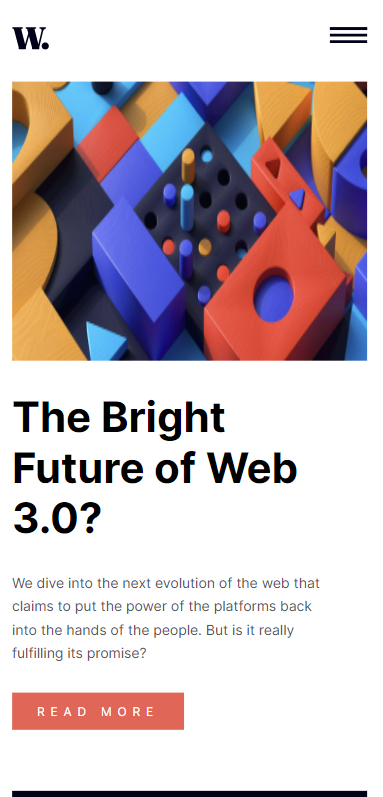 W.
The Bright
Future of Web
3.0?
We dive into the next evolution of the web that
claims to put the power of the platforms back
into the hands of the people. But is it really
fulfilling its promise?
READ MORE